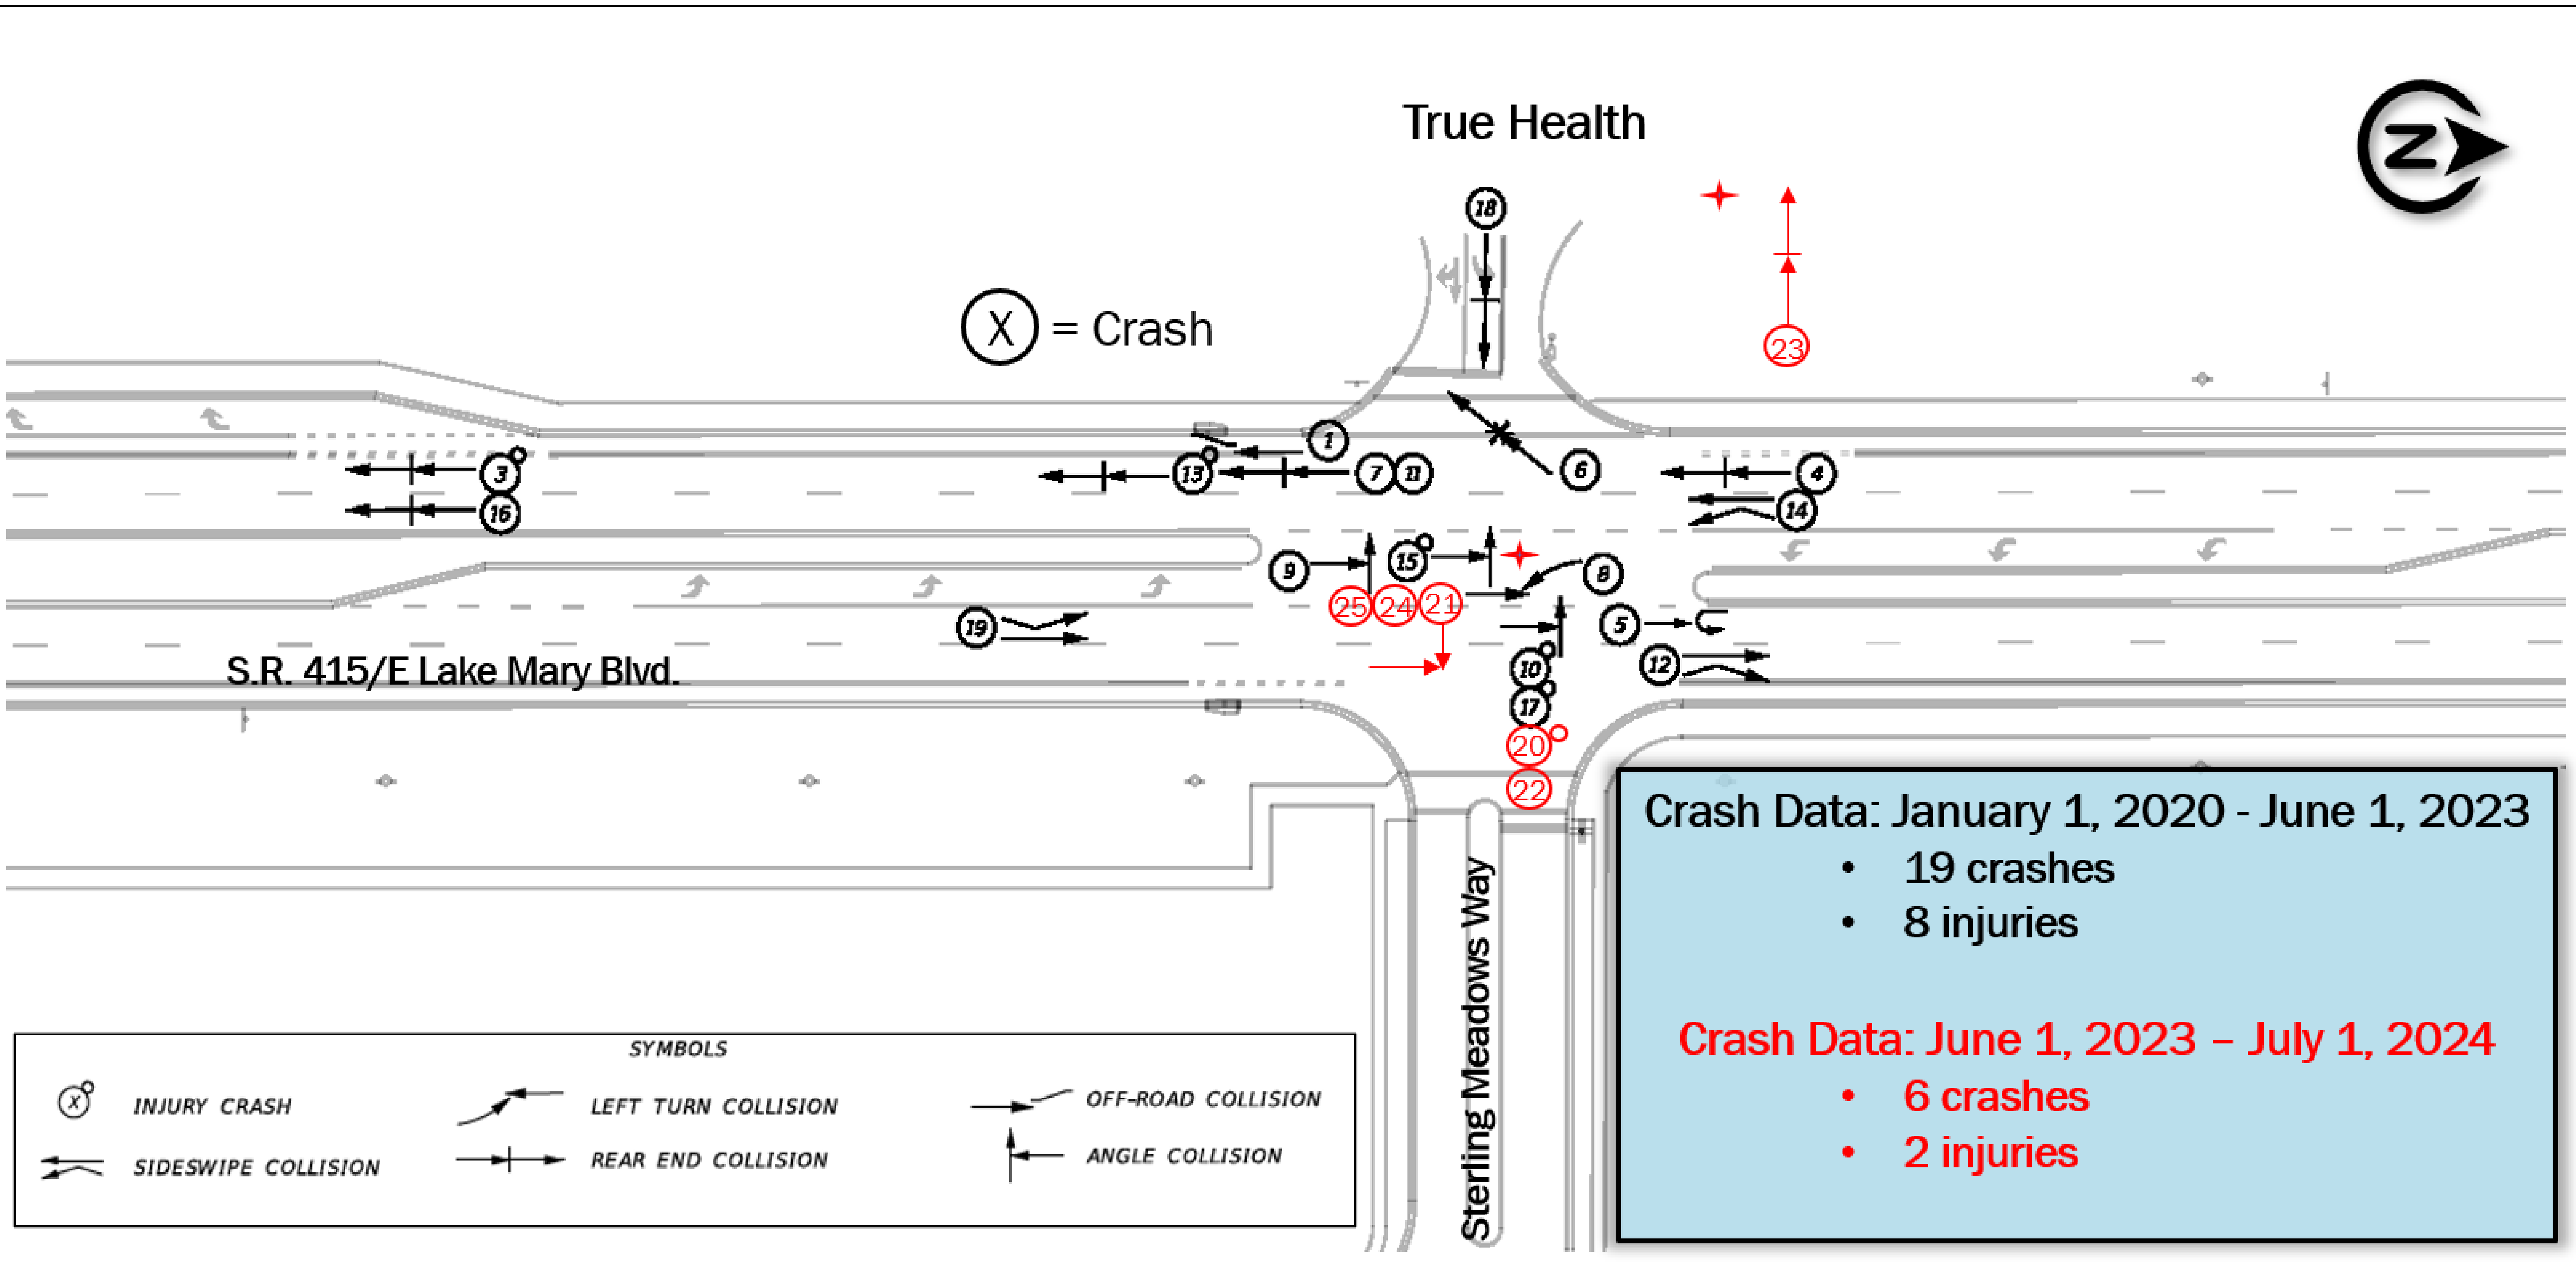 True Health
N
18
X = Crash
23
1
3
13
7 11
6
4
16
14
9
15
8
25 24 21
19
5
S.R. 415/E Lake Mary Blvd.
10
12
17
20
22
Crash Data: January 1, 2020 - June 1, 2023
• 19 crashes
• 8 injuries
Crash Data: June 1, 2023 – July 1, 2024
• 6 crashes
• 2 injuries
Sterling Meadows Way
SYMBOLS
X INJURY CRASH
LEFT TURN COLLISION
OFF-ROAD COLLISION
SIDESWIPE COLLISION
REAR END COLLISION
ANGLE COLLISION